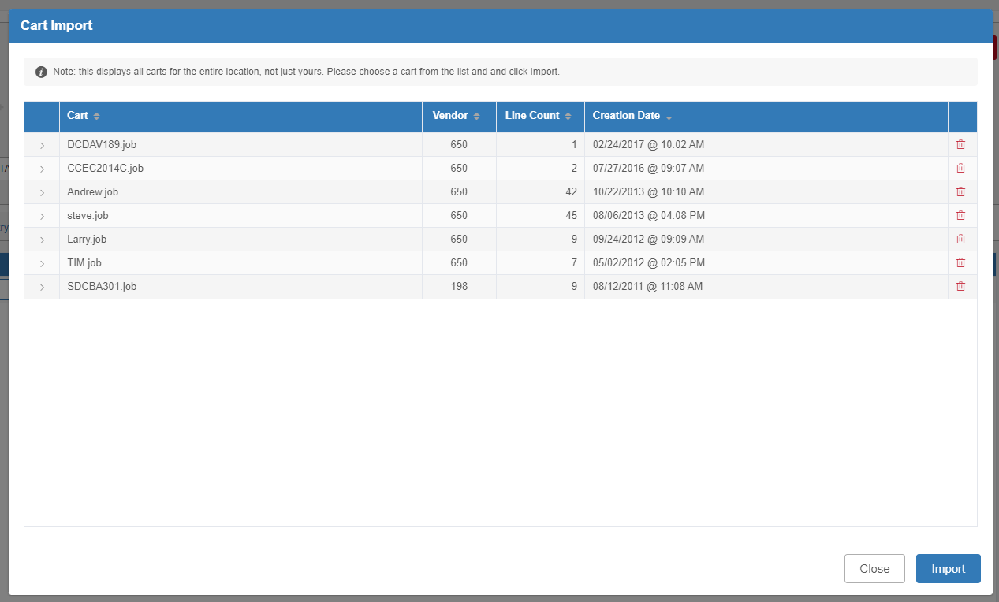 Cart Import
Note: this displays all carts for the entire location, not just yours. Please choose a cart from the list and and click Import.
Cart Vendor Line Count Creation Date
DCDAV189.job 650 1 02/24/2017 @ 10:02 AM
CCEC2014C.job 650 2 07/27/2016 @ 09:07 AM
Andrew.job 650 42 10/22/2013 @ 10:10 AM
steve.job 650 45 08/06/2013 @ 04:08 PM
Larry.job 650 9 09/24/2012 @ 09:09 AM
TIM.job 650 7 05/02/2012 @ 02:05 PM
SDCBA301.job 198 9 08/12/2011 @ 11:08 AM
Close Import